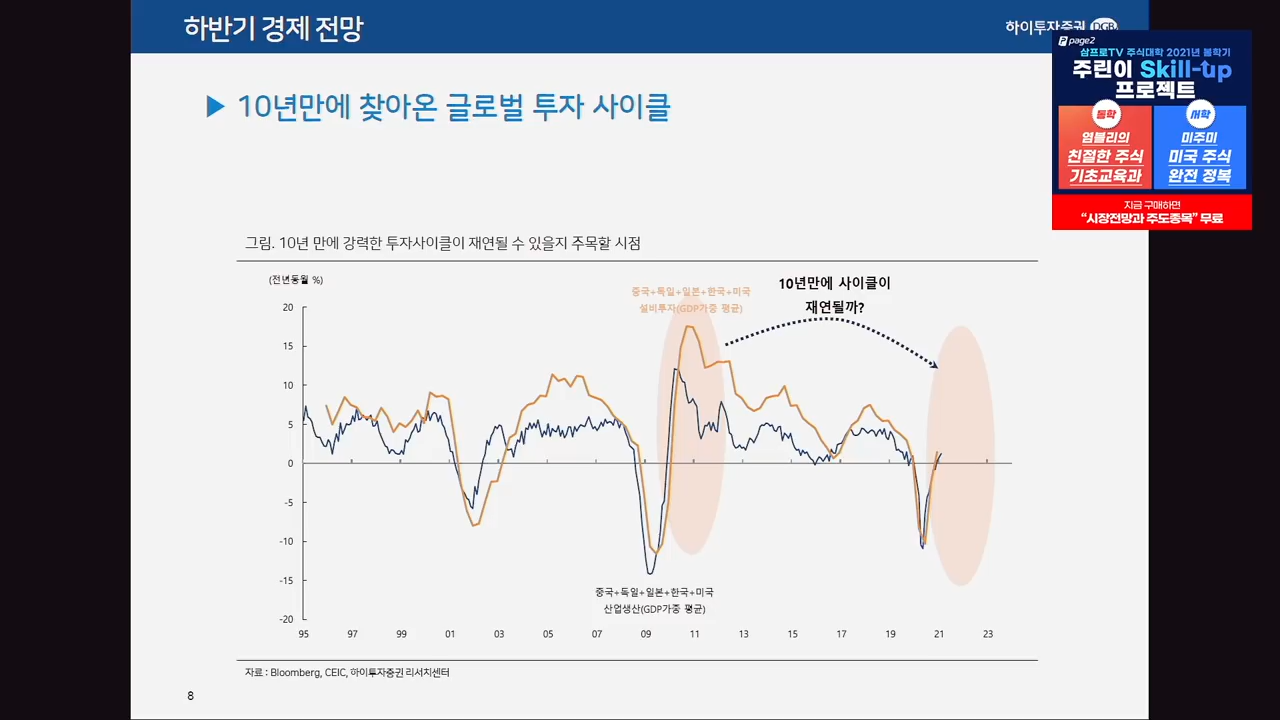 하반기 경제 전망
하이투자증권 DGB
page2
삼프로TV 주식대학 2021년 봄학기
주린이 Skill-up
프로젝트
동학
염블리의
친절한 주식
기초교육과
서학
미주미
미국 주식
완전 정복
지금 구매하면
“시장전망과 주도종목” 무료
▶ 10년만에 찾아온 글로벌 투자 사이클
그림. 10년 만에 강력한 투자사이클이 재연될 수 있을지 주목할 시점
(전년동월 %)
중국+독일+일본+한국+미국
설비투자(GDP가중 평균)
10년만에 사이클이
재연될까?
20
15
10
5
0
-5
-10
-15
-20
중국+독일+일본+한국+미국
산업생산(GDP가중 평균)
95 97 99 01 03 05 07 09 11 13 15 17 19 21 23
자료 : Bloomberg, CEIC, 하이투자증권 리서치센터
8